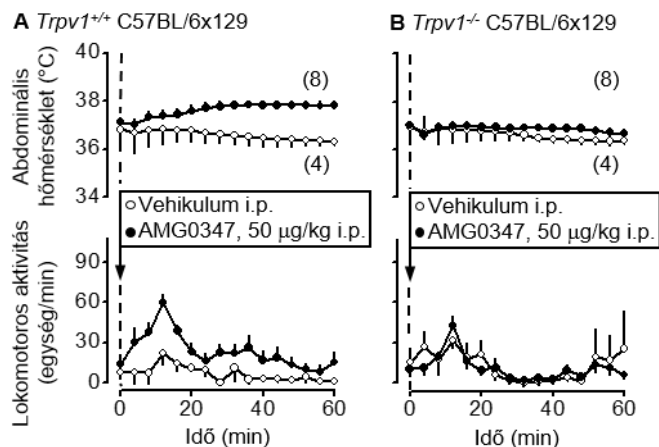 A Trpv1+/+ C57BL/6x129
B Trpv1-/- C57BL/6x129
Abdominális
hőmérséklet (°C)
40
38
36
34
(8)
(4)
(8)
(4)
Vehikulum i.p.
AMG0347, 50 μg/kg i.p.
Vehikulum i.p.
AMG0347, 50 μg/kg i.p.
Lokomotoros aktivitás
(egység/min)
90
60
30
0
0 20 40 60
Idő (min)
0 20 40 60
Idő (min)